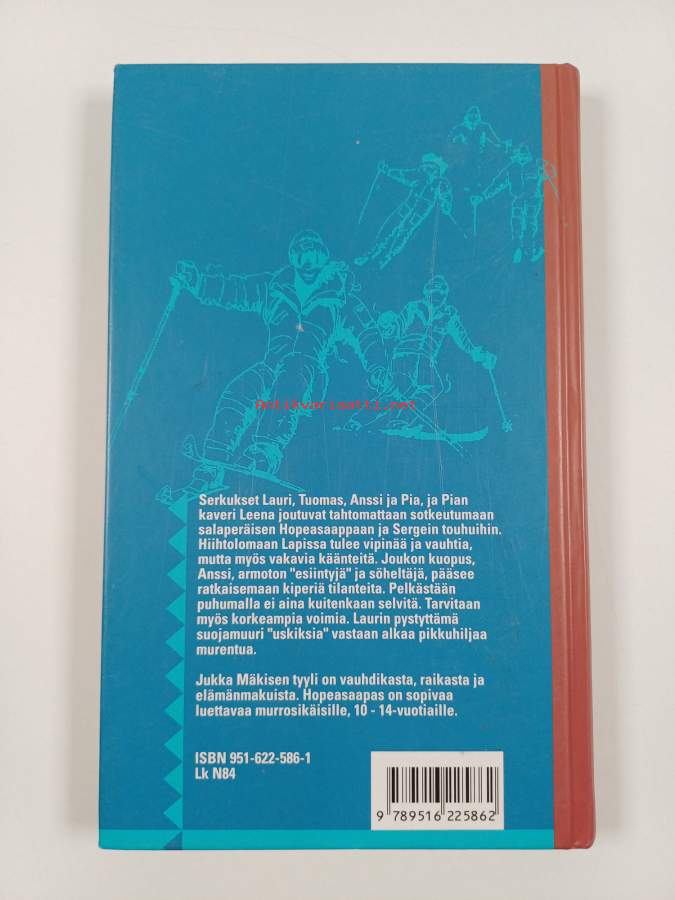 Antikvariaatti.net
Serkukset Lauri, Tuomas, Anssi ja Pia, ja Pian
kaveri Leena joutuvat tahtomattaan sotkeutumaan
salaperäisen Hopeasaappaan ja Sergein touhuihin.
Hiihtolomaan Lapissa tulee vipinää ja vauhtia,
mutta myös vakavia käänteitä. Joukon kuopus,
Anssi, armoton "esiintyjä" ja söheltäjä, pääsee
ratkaisemaan kiperiä tilanteita. Pelkästään
puhumalla ei aina kuitenkaan selvitä. Tarvitaan
myös korkeampia voimia. Laurin pystyttämä
suojamuuri "uskiksia" vastaan alkaa pikkuhiljaa
murentua.
Jukka Mäkisen tyyli on vauhdikasta, raikasta ja
elämänmakuista. Hopeasaapas on sopivaa
luettavaa murrosikäisille, 10 - 14-vuotiaille.
ISBN 951-622-586-1
Lk N84
9 789516 225862